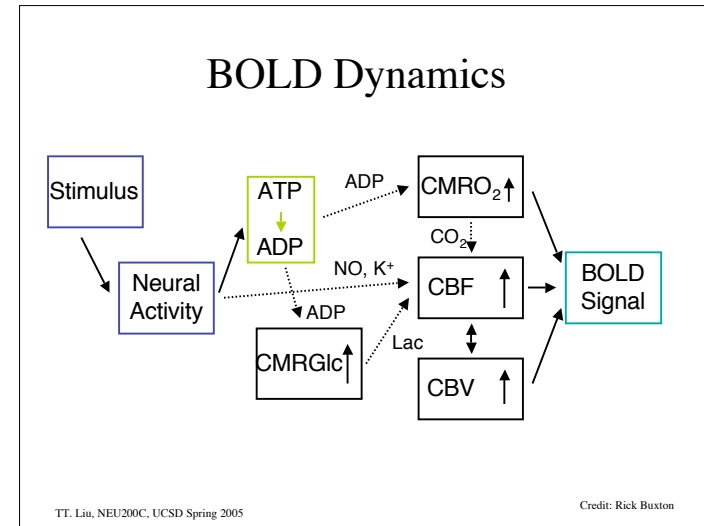 BOLD Dynamics
Stimulus
Neural
Activity
ATP
ADP
ADP
CMRO₂
CO₂
NO, K⁺
CBF
ADP
CMRGlc
Lac
CBV
BOLD
Signal
TT. Liu, NEU200C, UCSD Spring 2005
Credit: Rick Buxton